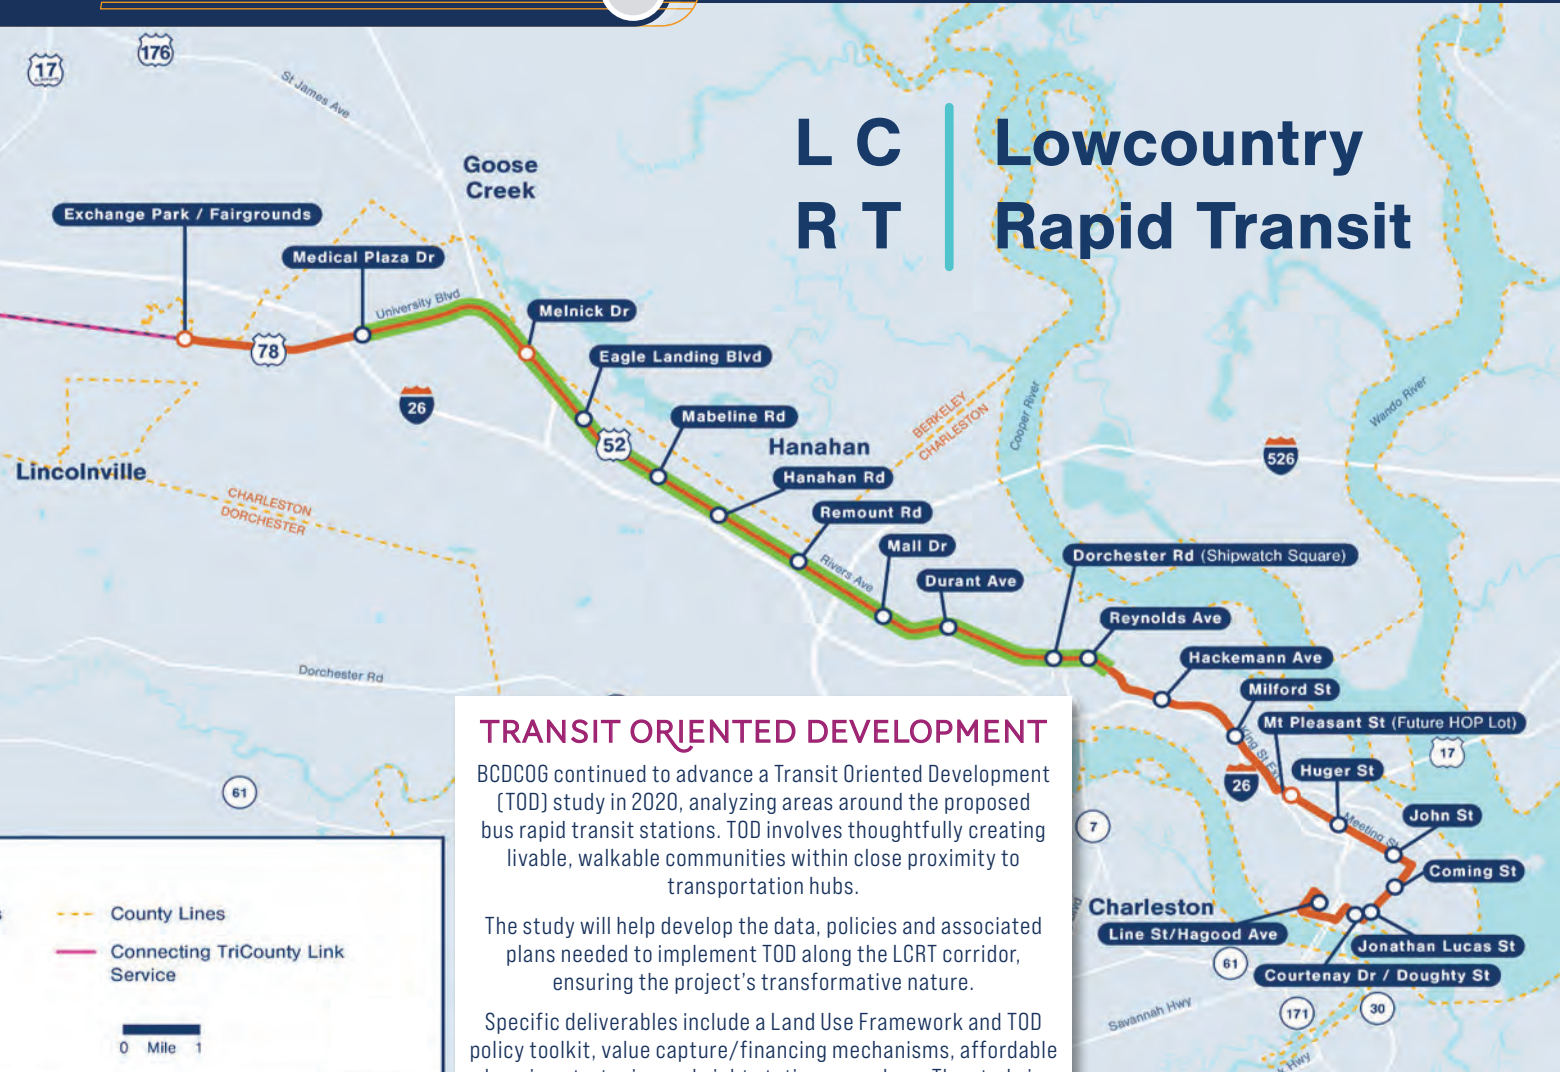 17
176
St James Ave
Goose
Creek
L C
R T
Lowcountry
Rapid Transit
Exchange Park / Fairgrounds
Medical Plaza Dr
University Blvd
78
Melnick Dr
Eagle Landing Blvd
26
Mabeline Rd
52
Hanahan
BERKELEY
CHARLESTON
Cooper River
Wando River
526
Lincolnville
CHARLESTON
DORCHESTER
Hanahan Rd
Remount Rd
Rivers Ave
Mall Dr
Durant Ave
Dorchester Rd (Shipwatch Square)
Reynolds Ave
Hackemann Ave
Dorchester Rd
Milford St
Mt Pleasant St (Future HOP Lot)
17
26
Huger St
61
7
Meeting St
John St
Coming St
Charleston
Line St/Hagood Ave
Jonathan Lucas St
61
Courtenay Dr / Doughty St
Savannah Hwy
171
30
Hwy
TRANSIT ORIENTED DEVELOPMENT
BCDCOG continued to advance a Transit Oriented Development
(TOD) study in 2020, analyzing areas around the proposed
bus rapid transit stations. TOD involves thoughtfully creating
livable, walkable communities within close proximity to
transportation hubs.
The study will help develop the data, policies and associated
plans needed to implement TOD along the LCRT corridor,
ensuring the project's transformative nature.
Specific deliverables include a Land Use Framework and TOD
policy toolkit, value capture/financing mechanisms, affordable
County Lines
Connecting TriCounty Link
Service
0 Mile 1